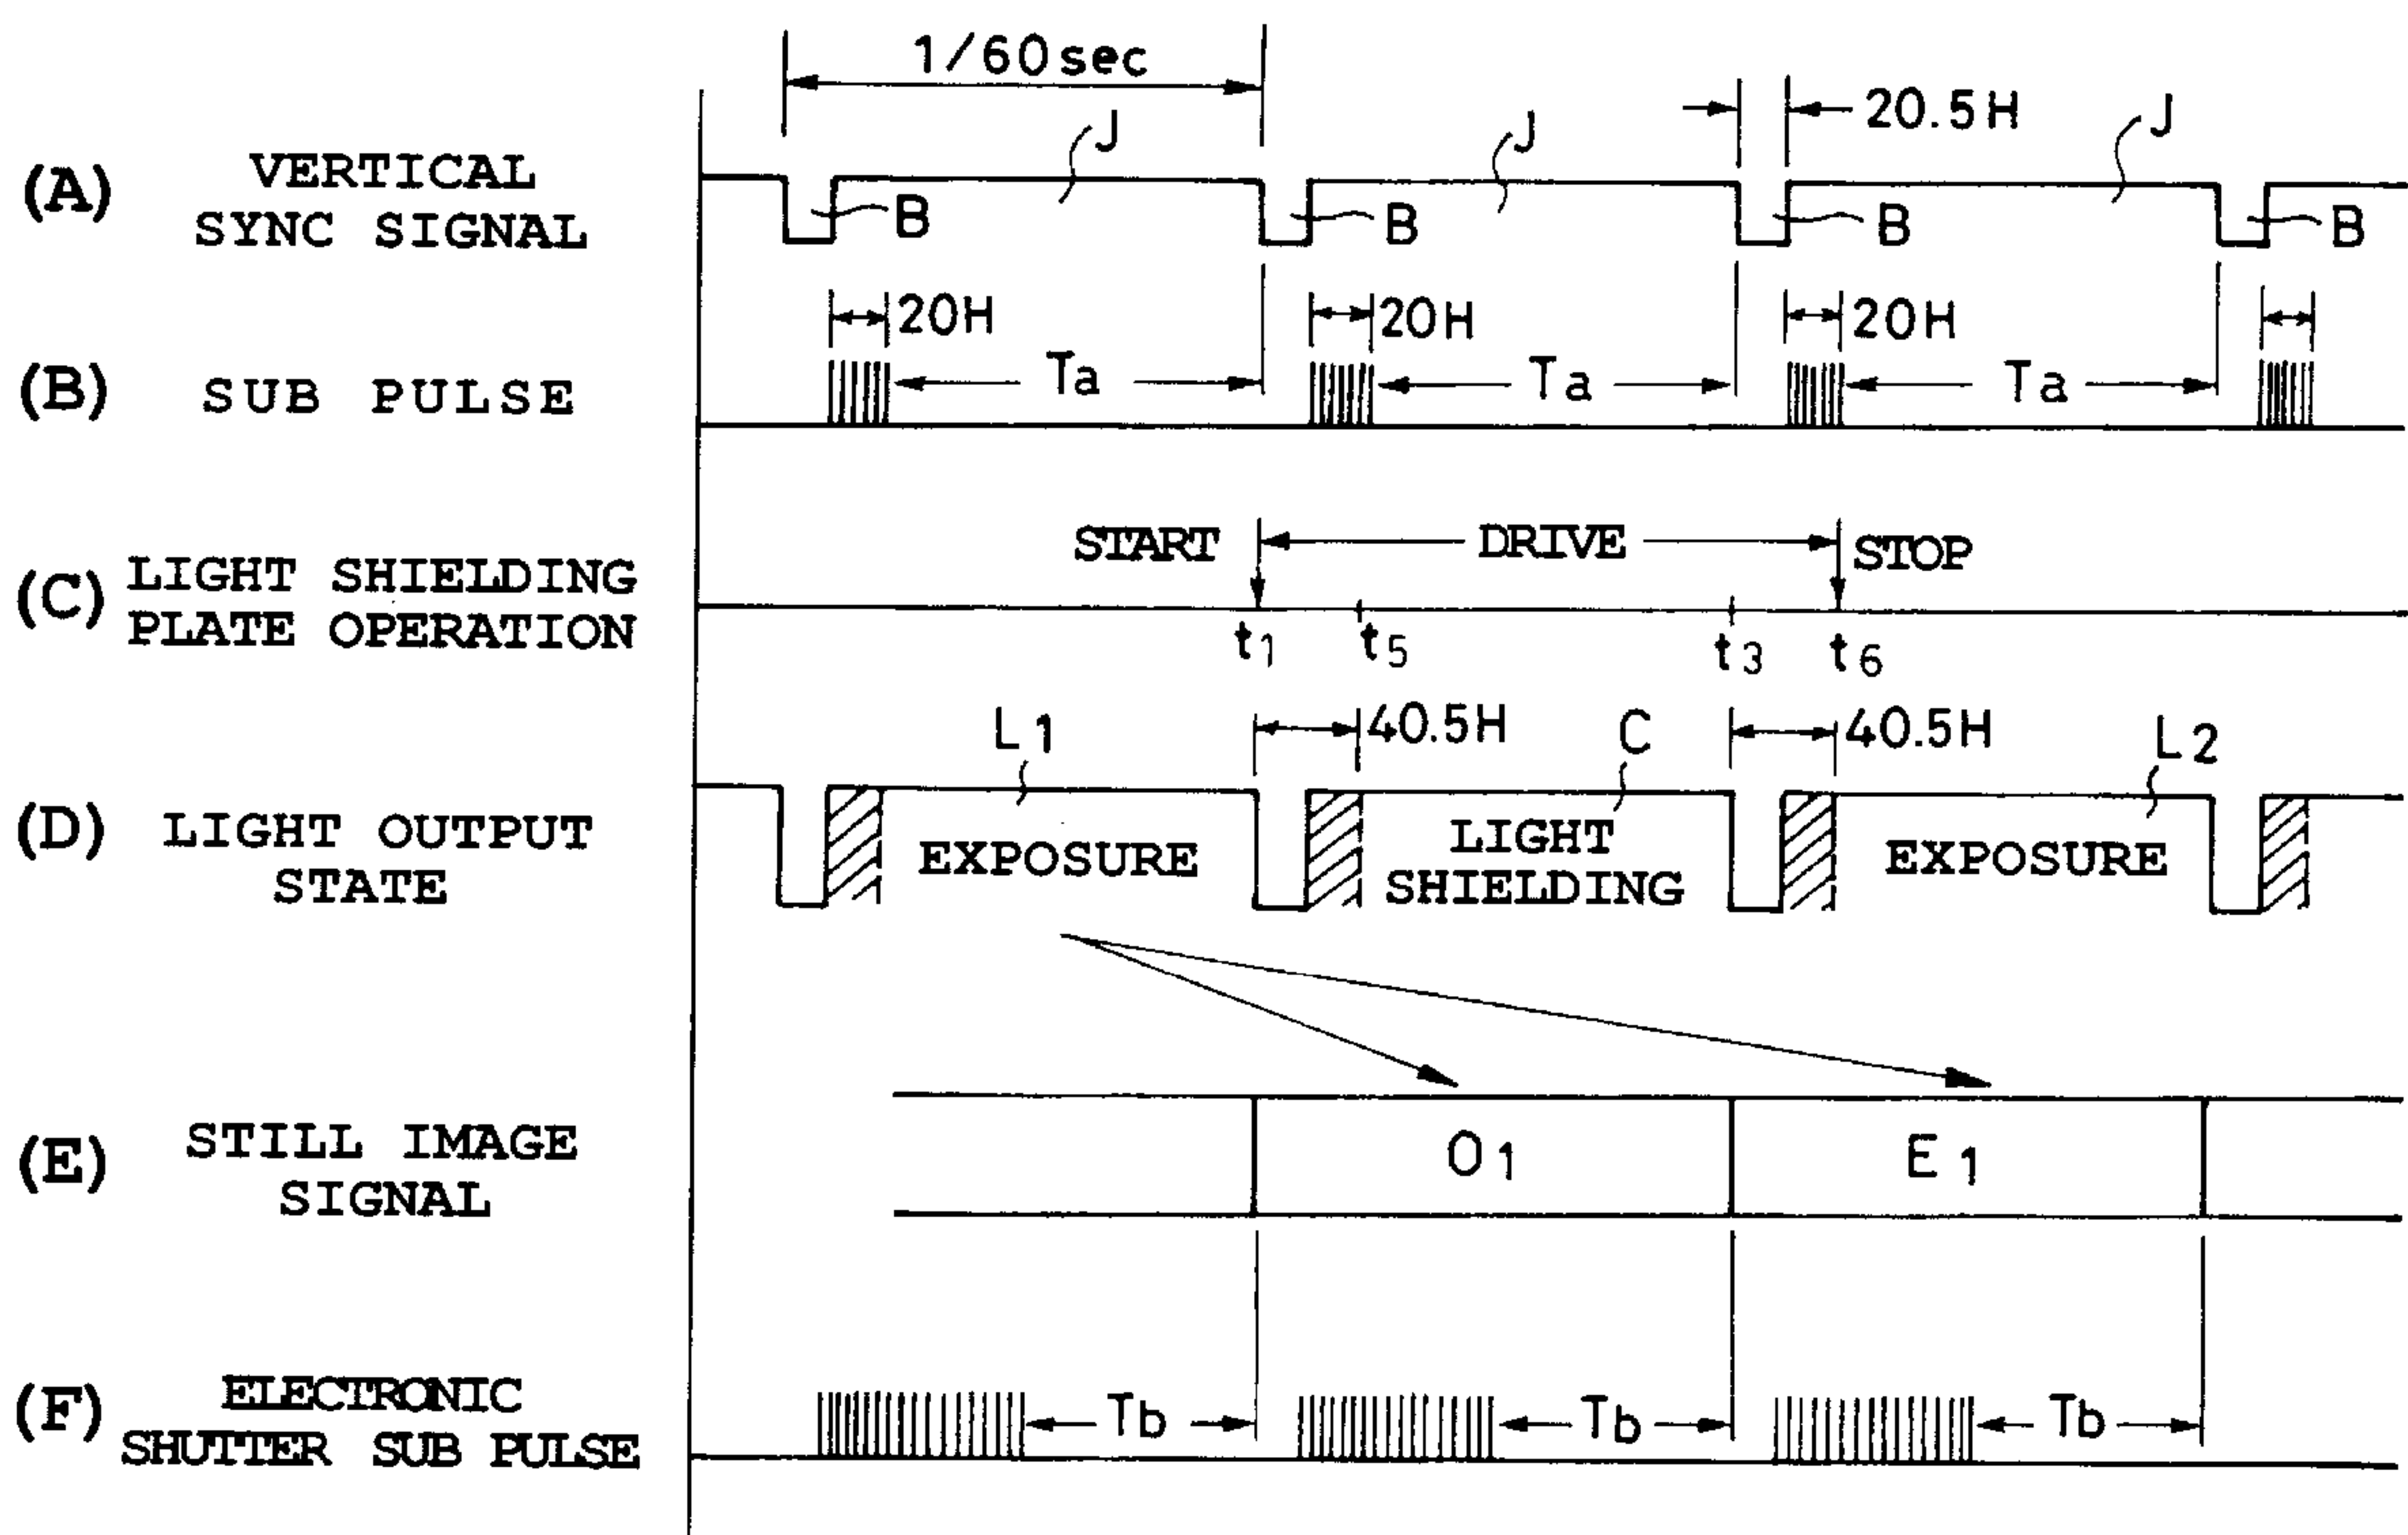 1/60sec
20.5H
J
J
J
(A) VERTICAL
SYNC SIGNAL
B
B
B
B
20H
20H
20H
(B) SUB PULSE
Ta
Ta
Ta
START
DRIVE
STOP
(C) LIGHT SHIELDING
PLATE OPERATION
t1
t5
t3
t6
L1
40.5H
C
40.5H
L2
(D) LIGHT OUTPUT
STATE
EXPOSURE
LIGHT
SHIELDING
EXPOSURE
(E) STILL IMAGE
SIGNAL
O1
E1
(F) ELECTRONIC
SHUTTER SUB PULSE
Tb
Tb
Tb